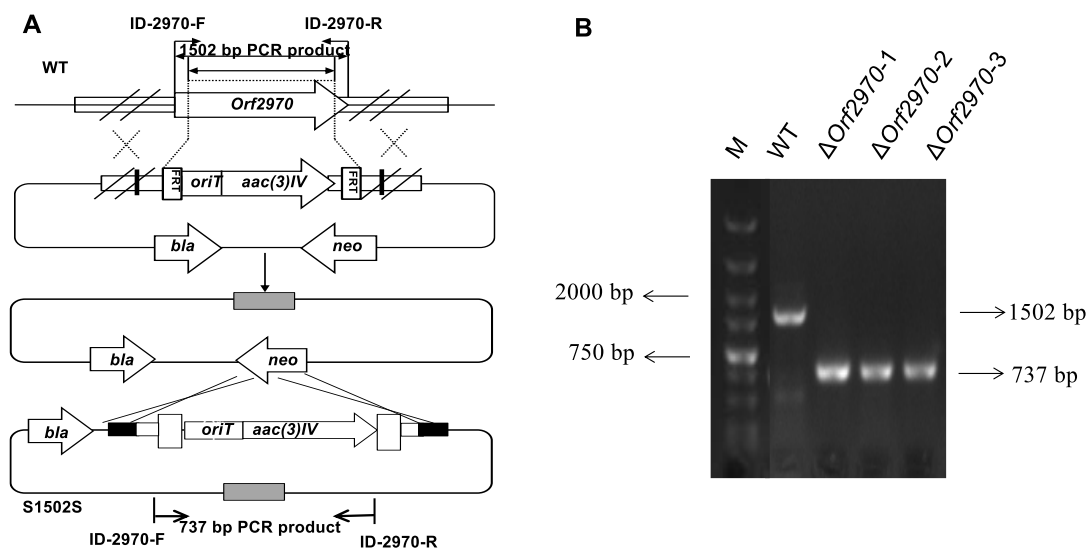 A
ID-2970-F
ID-2970-R
1502 bp PCR product
WT
Orf2970
FRT
oriT
aac(3)IV
FRT
bla
neo
bla
neo
bla
oriT
aac(3)IV
S1502S
ID-2970-F
737 bp PCR product
ID-2970-R
B
M
WT
ΔOrf2970-1
ΔOrf2970-2
ΔOrf2970-3
2000 bp
1502 bp
750 bp
737 bp